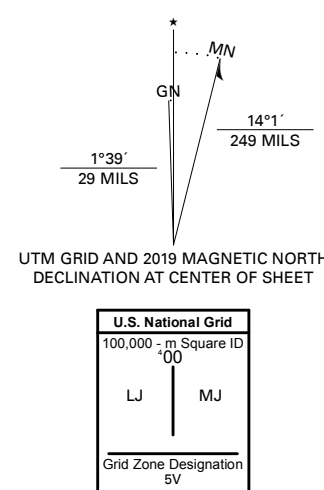 ★
MN
GN
14°1´
249 MILS
1°39´
29 MILS
UTM GRID AND 2019 MAGNETIC NORTH
DECLINATION AT CENTER OF SHEET
U.S. National Grid
100,000 - m Square ID
⁴00
LJ MJ
Grid Zone Designation
5V